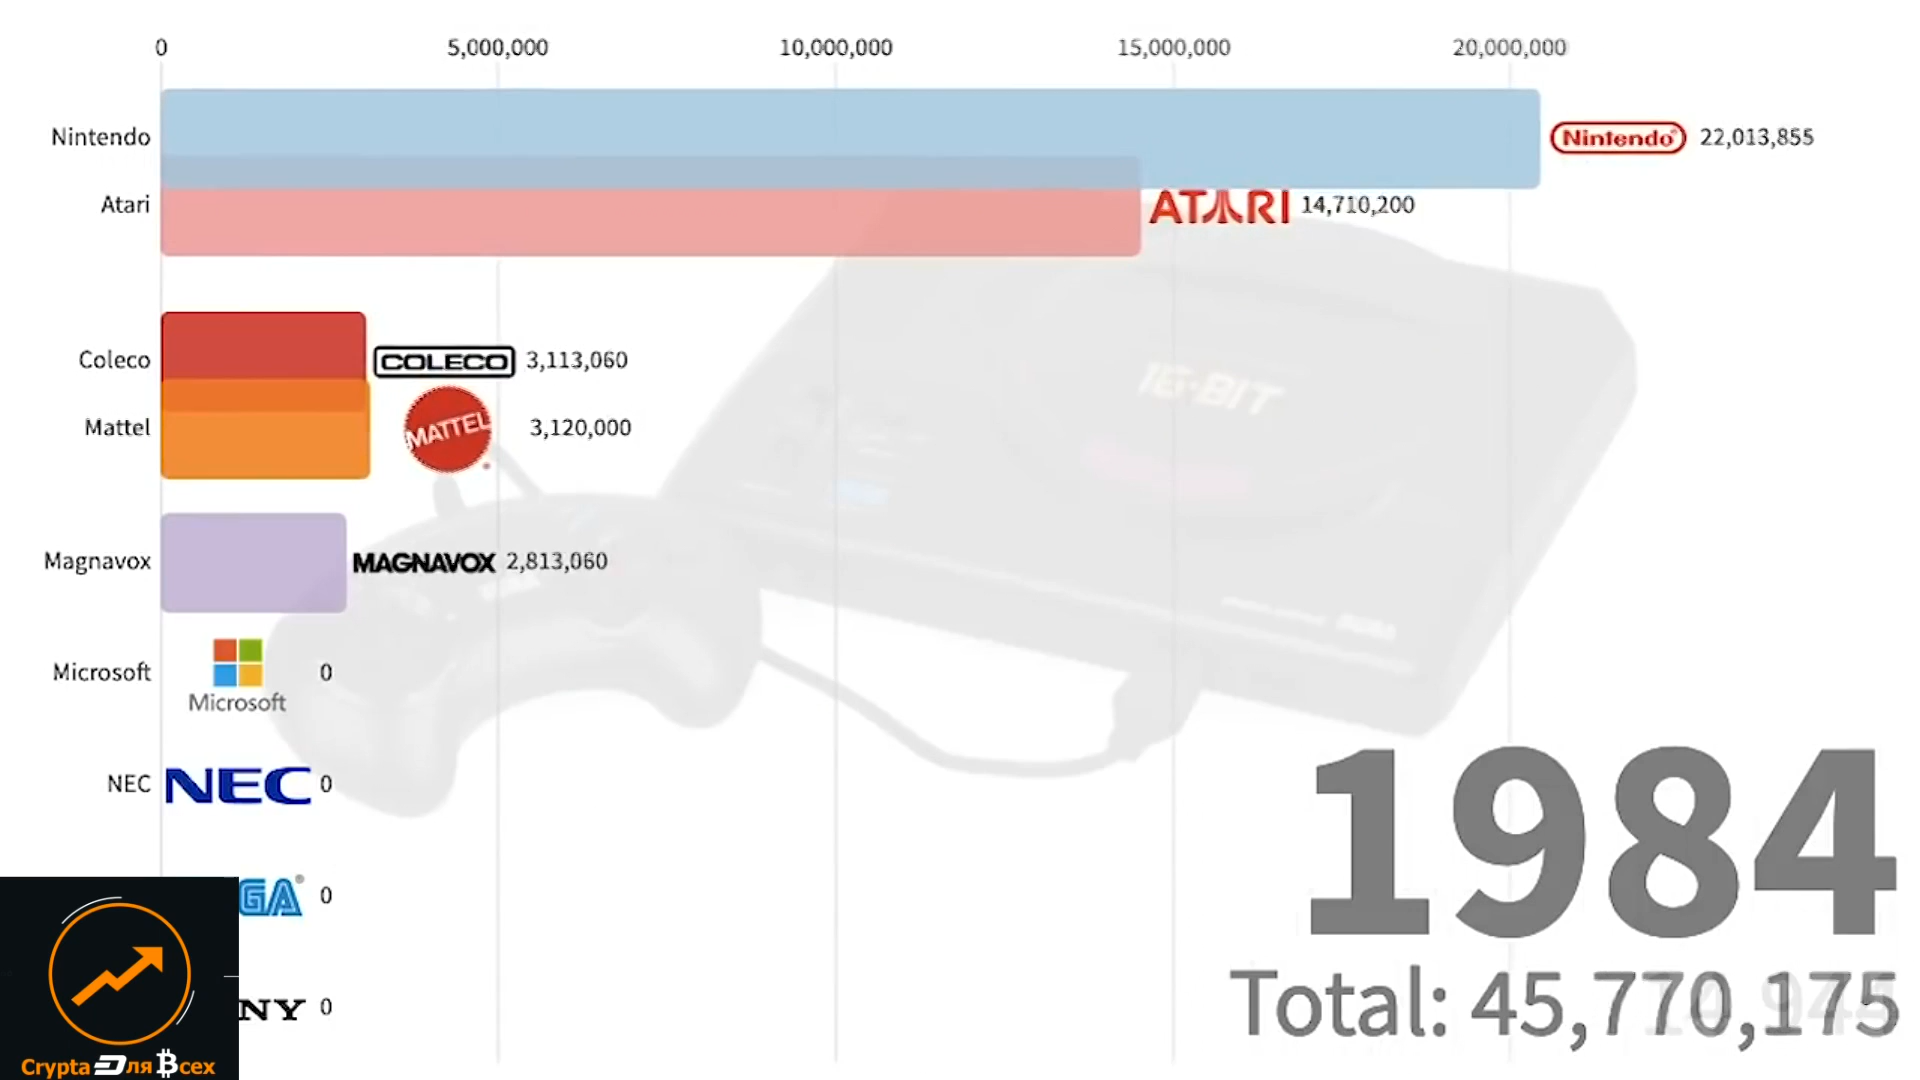 0 5,000,000 10,000,000 15,000,000 20,000,000
Nintendo Nintendo® 22,013,855
Atari ATARI 14,710,200
Coleco COLECO 3,113,060
Mattel MATTEL 3,120,000
Magnavox MAGNAVOX 2,813,060
16-BIT
Microsoft Microsoft 0
NEC NEC 0
GA® 0
NY 0
1984
Total: 45,770,175
Crypta Для Всех